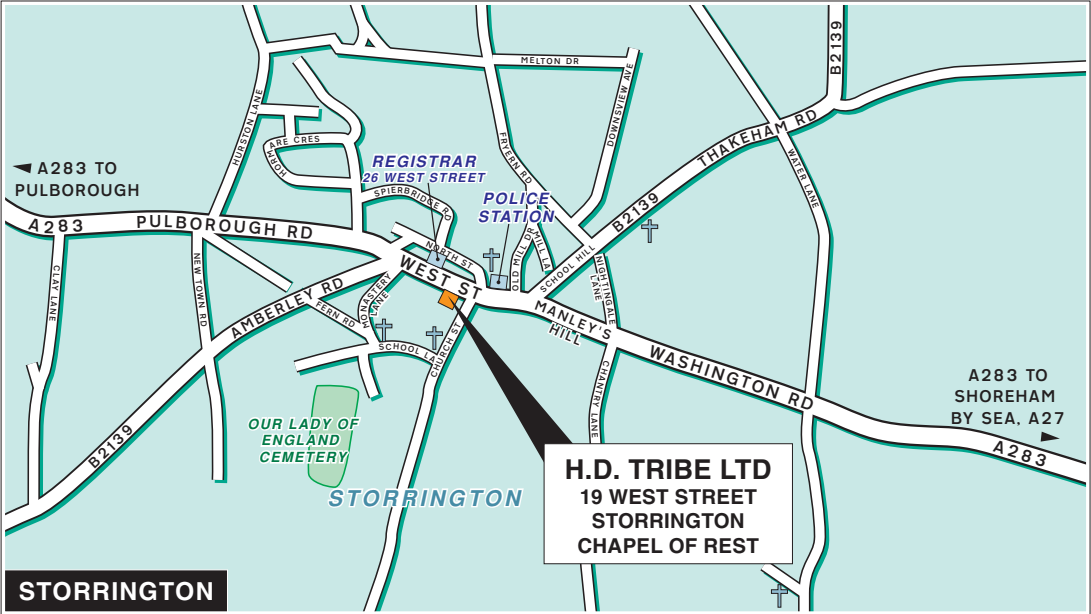 B2139
MELTON DR
DOWNSVIEW AVE
HURSTON LANE
THAKEHAM RD
HORM
ARE CRES
FRYERN RD
WATER LANE
A283 TO
PULBOROUGH
REGISTRAR
26 WEST STREET
SPIERBRIDGE RD
POLICE
STATION
B2139
A283
PULBOROUGH RD
NORTH ST
OLD MILL DR
MILL LA
SCHOOL HILL
NIGHTINGALE
LANE
CLAY LANE
NEW TOWN RD
WEST ST
AMBERLEY RD
MONASTERY
LANE
FERN RD
MANLEY'S
HILL
SCHOOL LA
CHURCH ST
WASHINGTON RD
CHANTRY LANE
A283 TO
SHOREHAM
BY SEA, A27
A283
OUR LADY OF
ENGLAND
CEMETERY
B2139
STORRINGTON
H.D. TRIBE LTD
19 WEST STREET
STORRINGTON
CHAPEL OF REST
STORRINGTON